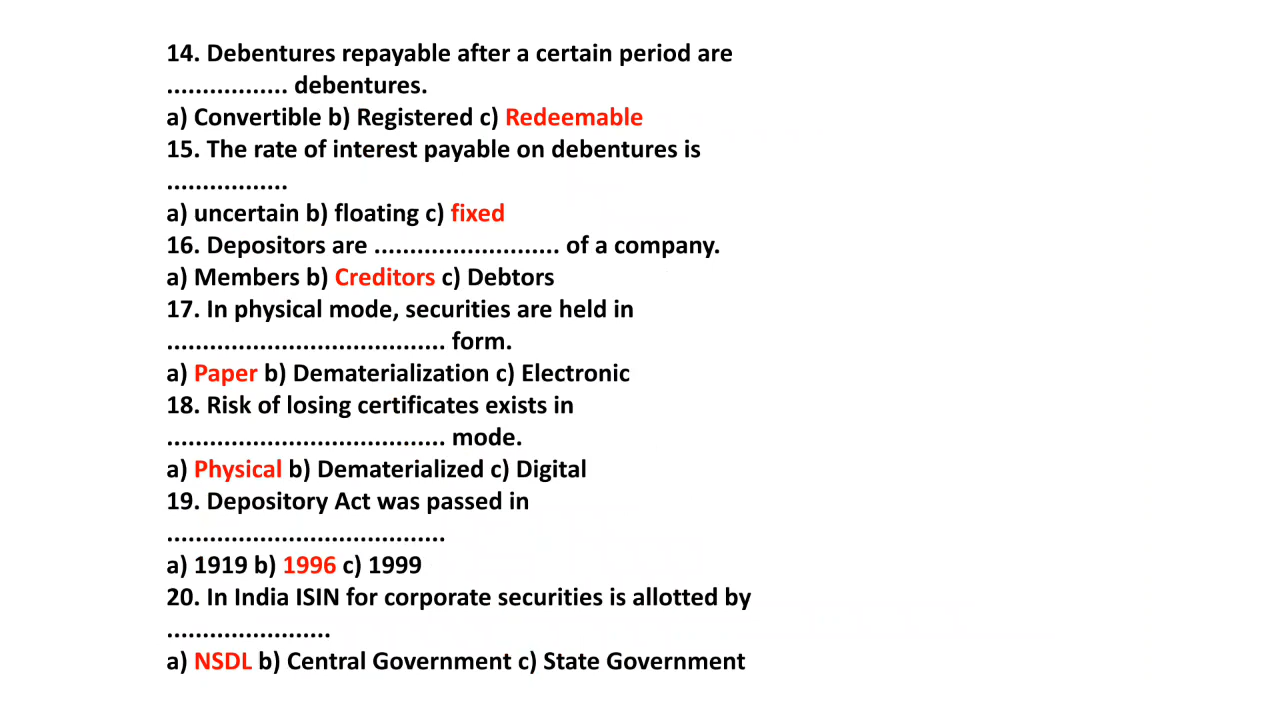 14. Debentures repayable after a certain period are
................. debentures.
a) Convertible b) Registered c) Redeemable
15. The rate of interest payable on debentures is
.................
a) uncertain b) floating c) fixed
16. Depositors are .......................... of a company.
a) Members b) Creditors c) Debtors
17. In physical mode, securities are held in
....................................... form.
a) Paper b) Dematerialization c) Electronic
18. Risk of losing certificates exists in
....................................... mode.
a) Physical b) Dematerialized c) Digital
19. Depository Act was passed in
.......................................
a) 1919 b) 1996 c) 1999
20. In India ISIN for corporate securities is allotted by
.......................
a) NSDL b) Central Government c) State Government